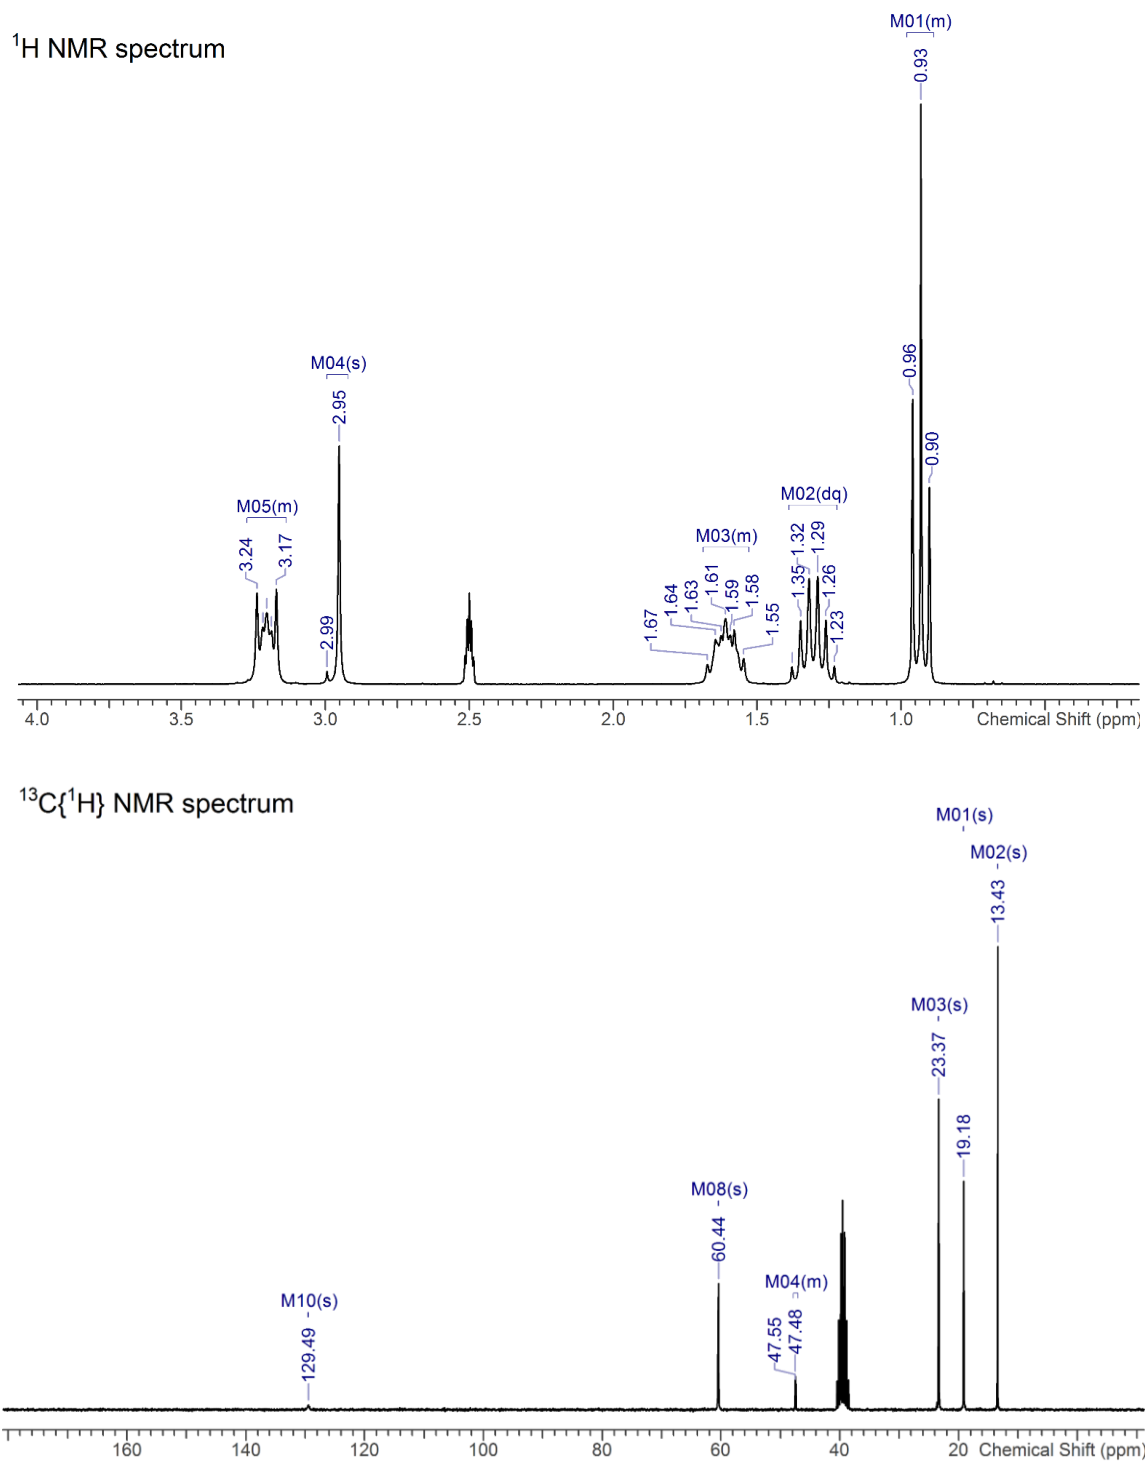 ¹H NMR spectrum
M01(m)
0.93
0.96
0.90
M04(s)
2.95
2.99
M05(m)
3.24
3.17
M02(dq)
1.35
1.32
1.29
1.26
1.23
M03(m)
1.67
1.64
1.63
1.61
1.59
1.58
1.55
4.0 3.5 3.0 2.5 2.0 1.5 1.0 Chemical Shift (ppm)
¹³C{¹H} NMR spectrum
M01(s)
M02(s)
13.43
M03(s)
23.37
19.18
M08(s)
60.44
M04(m)
47.55
47.48
M10(s)
129.49
160 140 120 100 80 60 40 20 Chemical Shift (ppm)